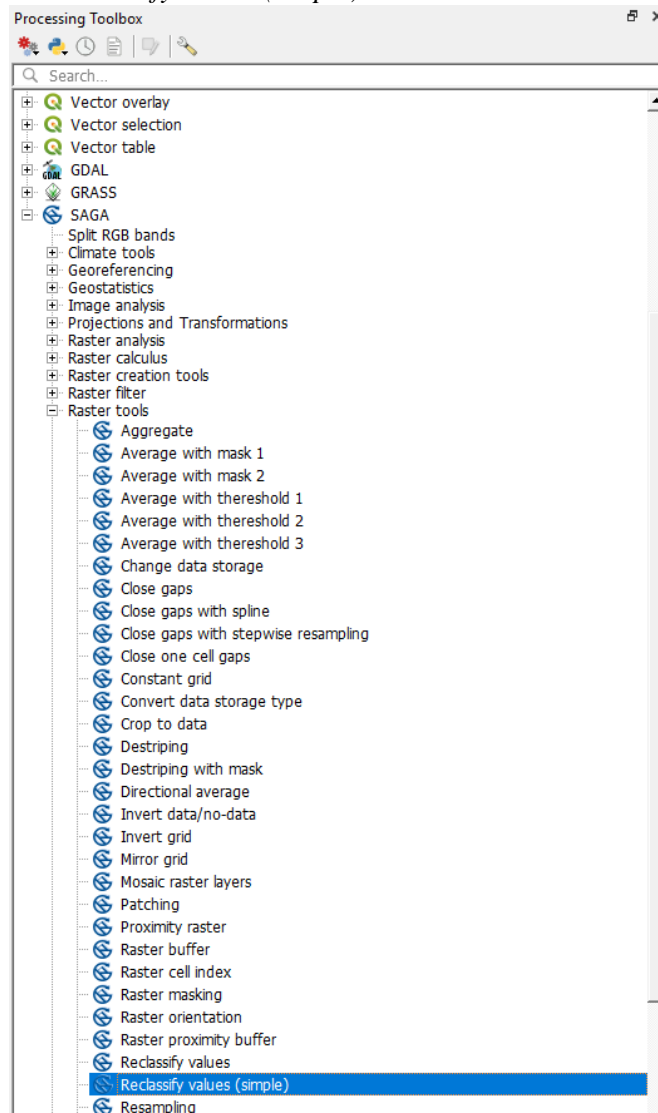 Processing Toolbox
Search...
Vector overlay
Vector selection
Vector table
GDAL
GRASS
SAGA
Split RGB bands
Climate tools
Georeferencing
Geostatistics
Image analysis
Projections and Transformations
Raster analysis
Raster calculus
Raster creation tools
Raster filter
Raster tools
Aggregate
Average with mask 1
Average with mask 2
Average with thereshold 1
Average with thereshold 2
Average with thereshold 3
Change data storage
Close gaps
Close gaps with spline
Close gaps with stepwise resampling
Close one cell gaps
Constant grid
Convert data storage type
Crop to data
Destriping
Destriping with mask
Directional average
Invert data/no-data
Invert grid
Mirror grid
Mosaic raster layers
Patching
Proximity raster
Raster buffer
Raster cell index
Raster masking
Raster orientation
Raster proximity buffer
Reclassify values
Reclassify values (simple)
Resampling